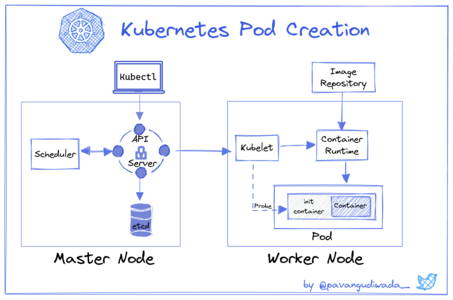 Kubernetes Pod Creation
Kubectl
Image
Repository
API
Server
Scheduler
Kubelet
Container
Runtime
etcd
Probe
init
container
Container
Pod
Master Node
Worker Node
by @pavangudiwada_